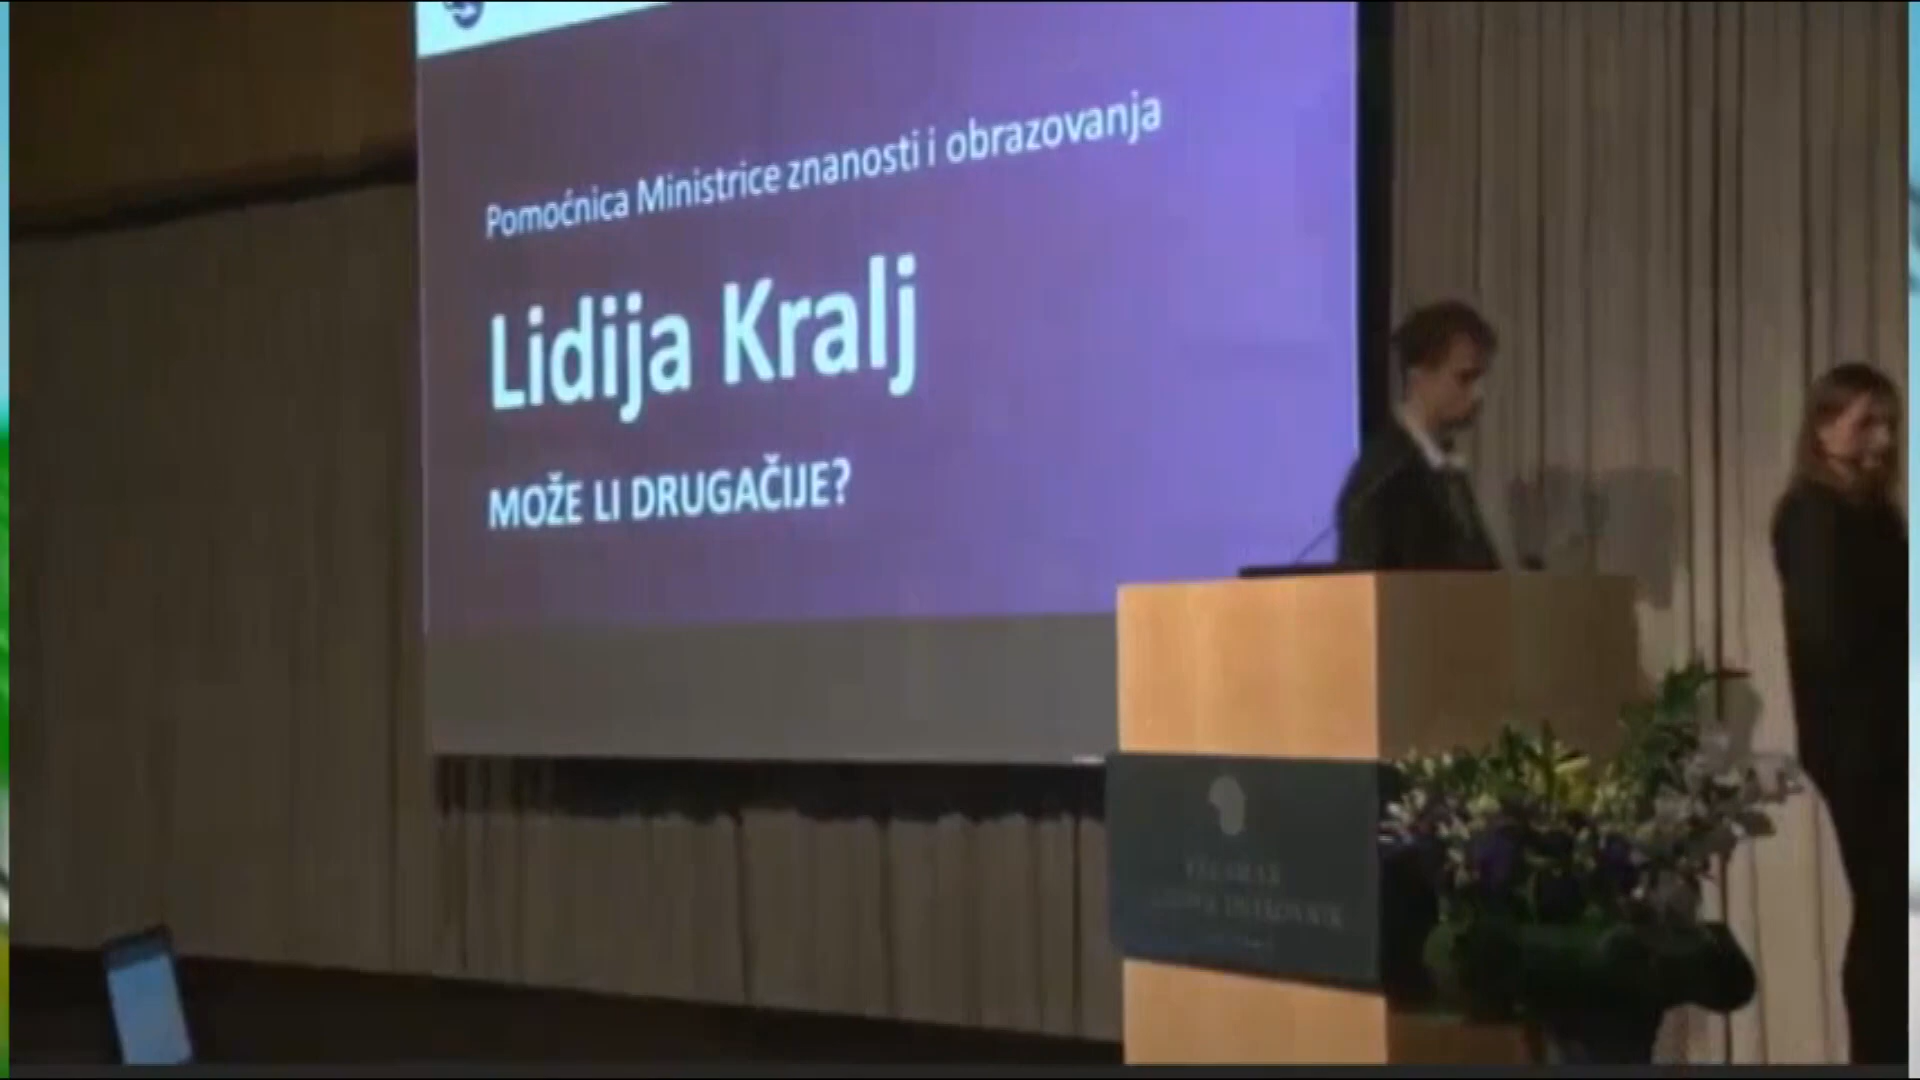 Pomoćnica Ministrice znanosti i obrazovanja
Lidija Kralj
MOŽE LI DRUGAČIJE?